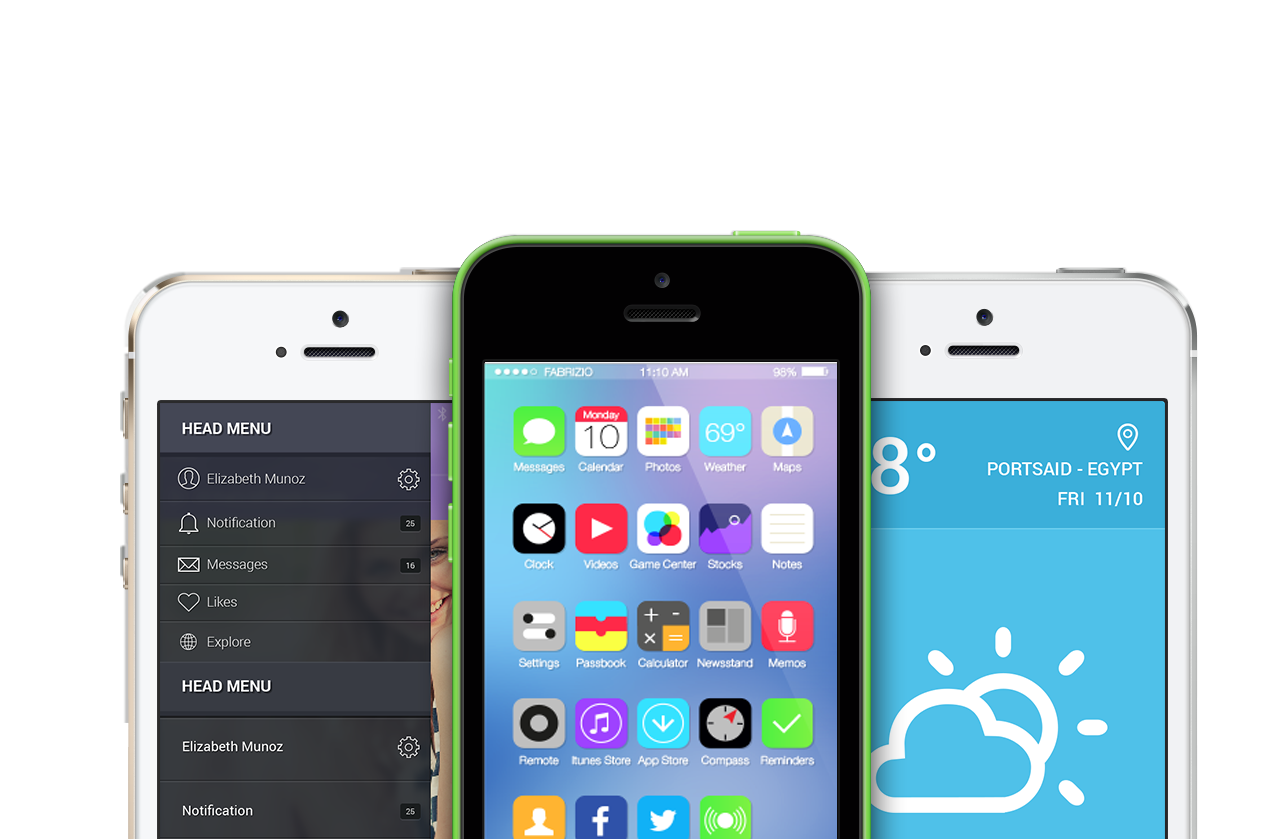 HEAD MENU
Elizabeth Munoz
Notification 25
Messages 16
Likes
Explore
HEAD MENU
Elizabeth Munoz
Notification 25
FABRIZIO 11:10 AM 98%
Monday
10 69°
Messages Calendar Photos Weather Maps
Clock Videos Game Center Stocks Notes
Settings Passbook Calculator Newsstand Memos
Remote Itunes Store App Store Compass Reminders
8°
PORTSAID - EGYPT
FRI 11/10